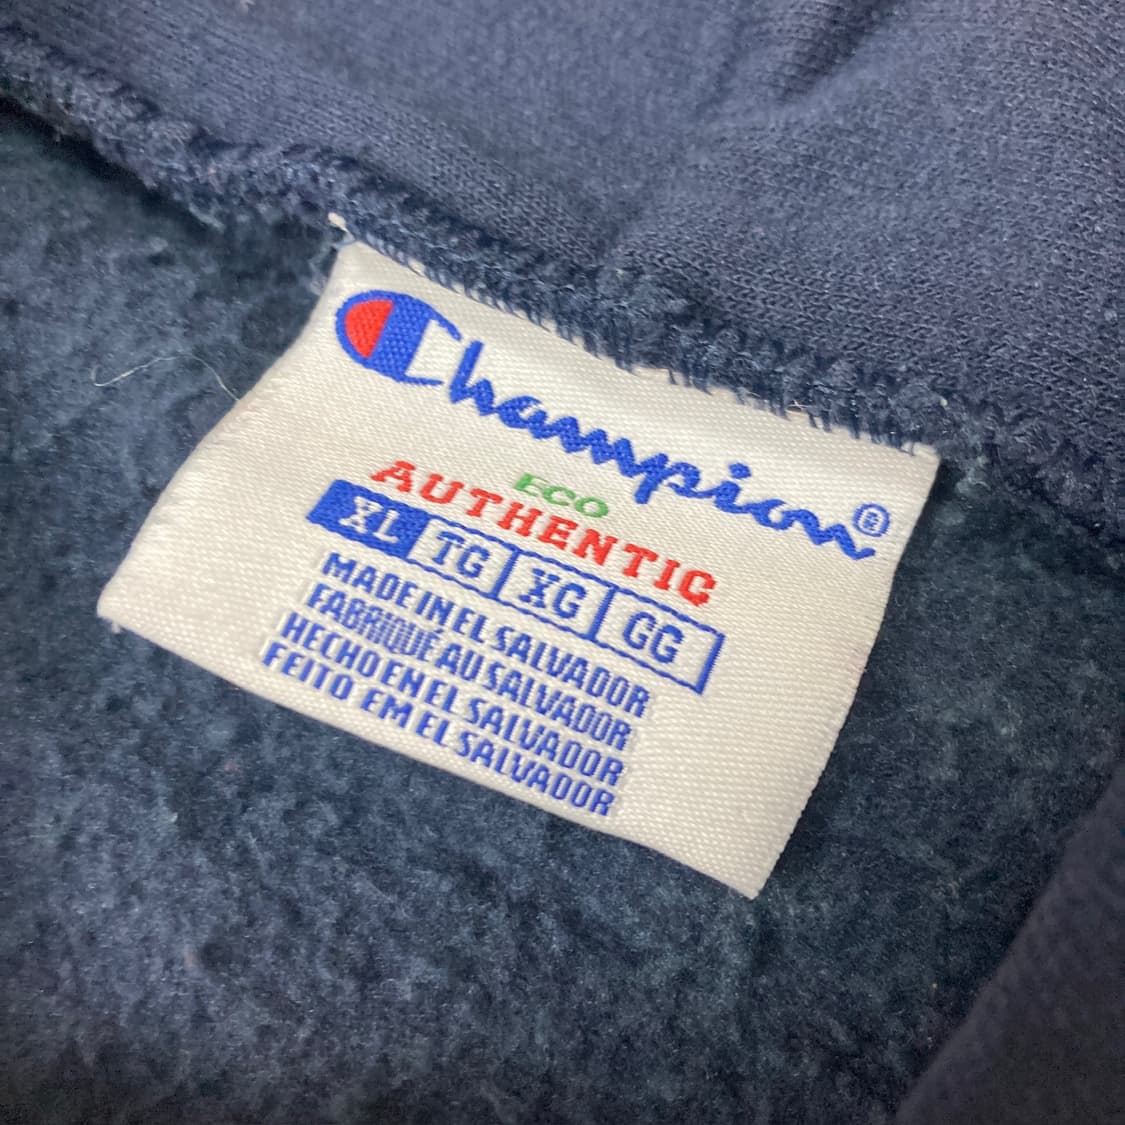 Champion®
ECO
AUTHENTIC
XL TG XG GG
MADE IN EL SALVADOR
FABRIQUÉ AU SALVADOR
HECHO EN EL SALVADOR
FEITO EM EL SALVADOR